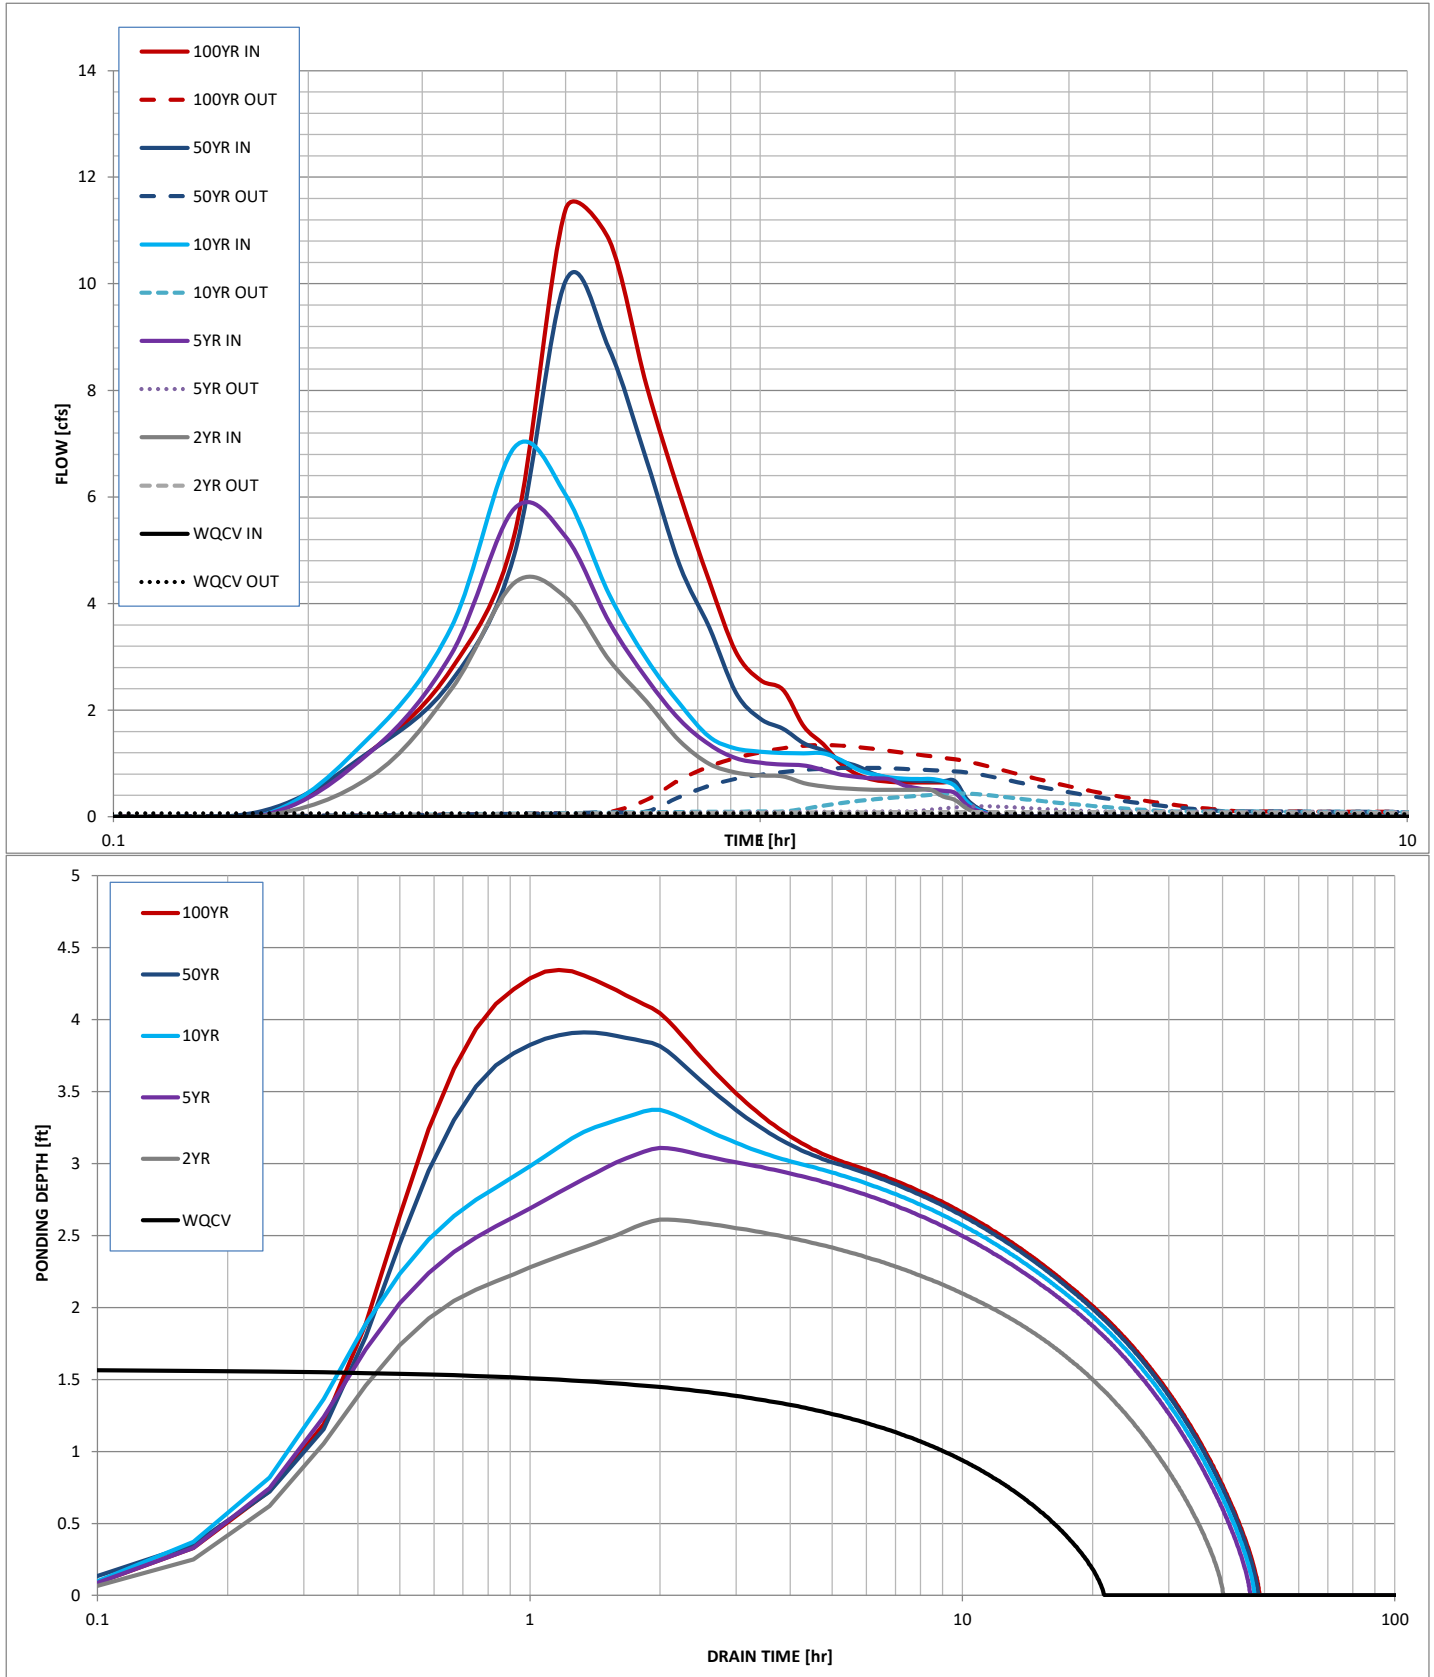 100YR IN
100YR OUT
50YR IN
50YR OUT
10YR IN
10YR OUT
5YR IN
5YR OUT
2YR IN
2YR OUT
WQCV IN
WQCV OUT
14
12
10
8
6
4
2
0
FLOW [cfs]
0.1
1
10
TIME [hr]
100YR
50YR
10YR
5YR
2YR
WQCV
5
4.5
4
3.5
3
2.5
2
1.5
1
0.5
0
PONDING DEPTH [ft]
0.1
1
10
100
DRAIN TIME [hr]